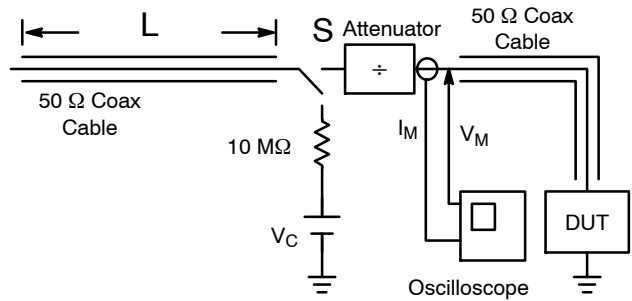 L
S
Attenuator
÷
50 Ω Coax
Cable
50 Ω Coax
Cable
10 MΩ
I_M
V_M
V_C
DUT
Oscilloscope